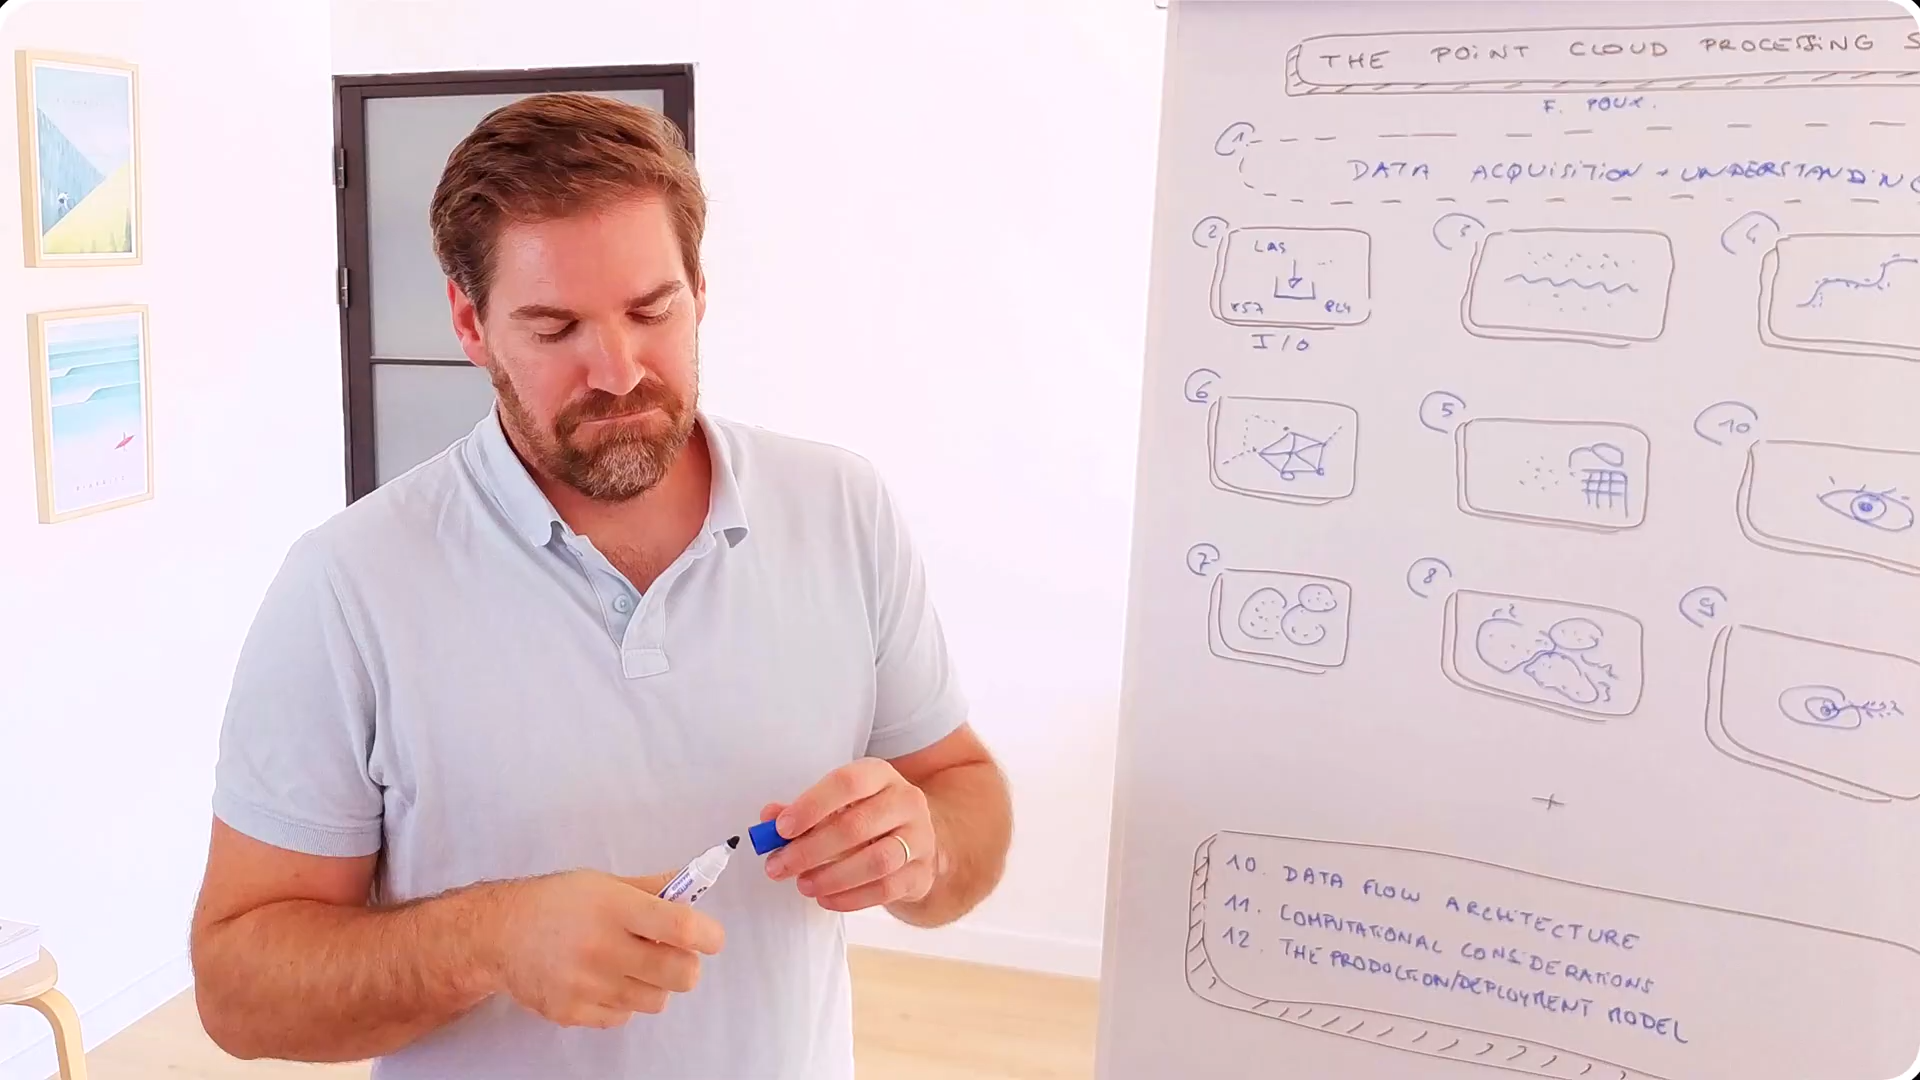 THE POINT CLOUD PROCESSING S
F. POUX.
1
DATA ACQUISITION + UNDERSTANDING
2
3
4
LAS
PLY
I/O
6
5
10
7
8
9
+
10. DATA FLOW ARCHITECTURE
11. COMPUTATIONAL CONSIDERATIONS
12. THE PRODUCTION/DEPLOYMENT MODEL